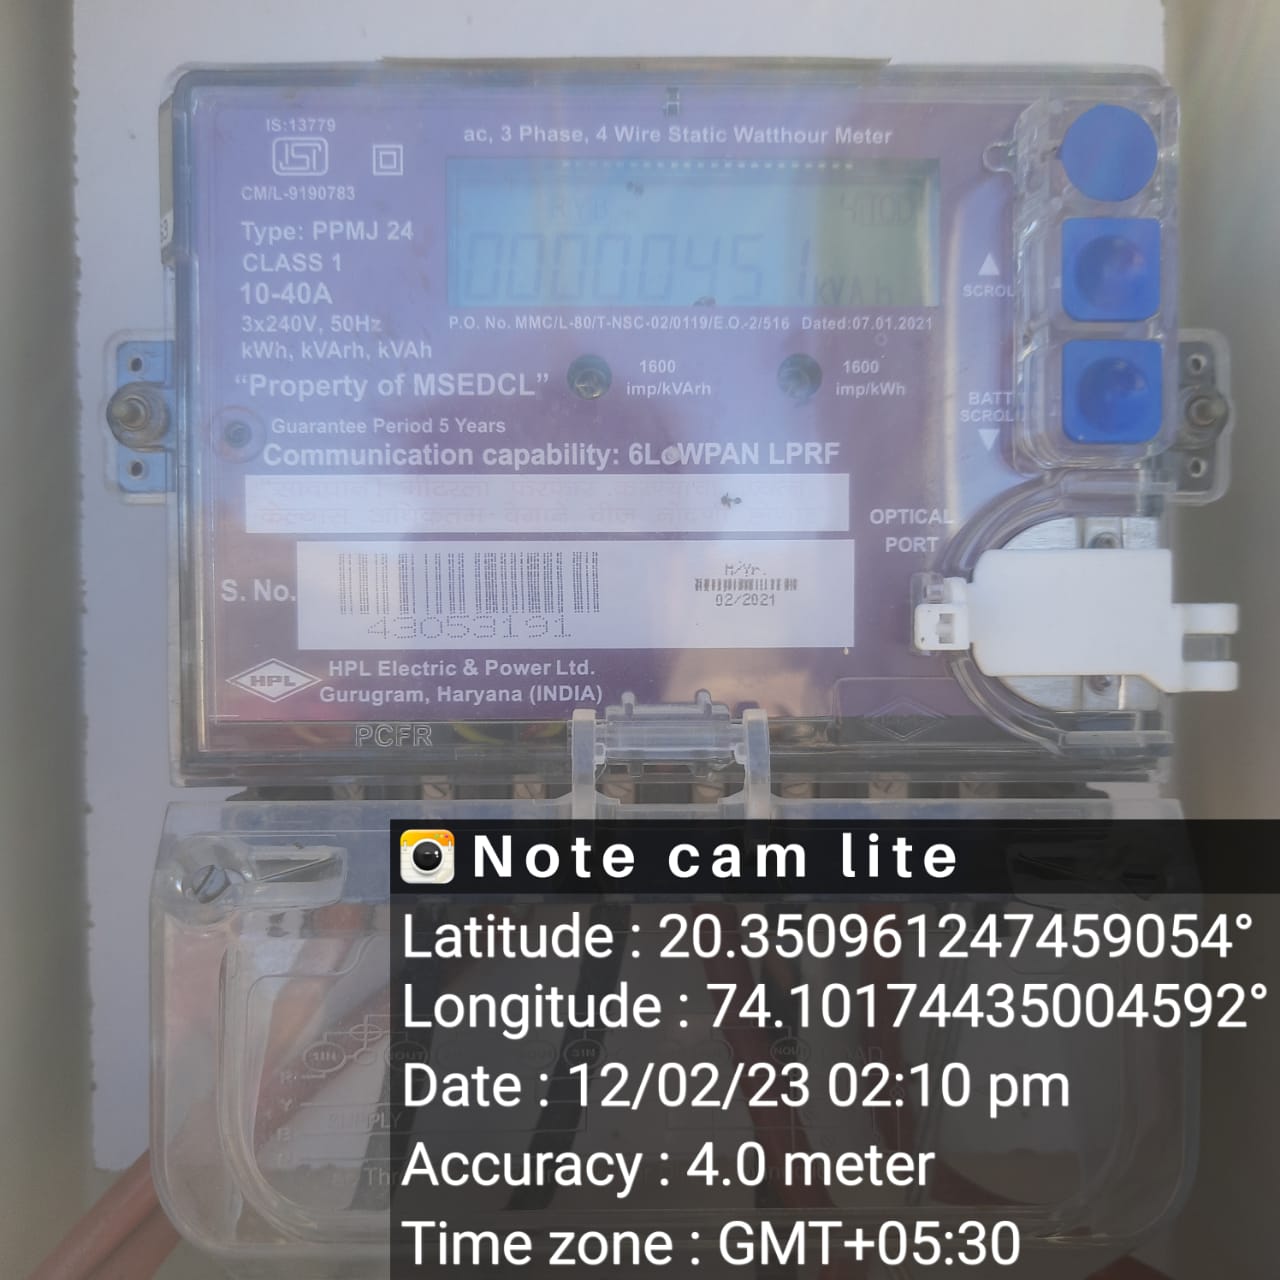 IS:13779
ac, 3 Phase, 4 Wire Static Watthour Meter
CM/L-9190783
Type: PPMJ 24
CLASS 1
10-40A
3x240V, 50Hz
kWh, kVArh, kVAh
RYB
00000451
kVAh
SCROLL
P.O. No. MMC/L-80/T-NSC-02/0119/E.O.-2/516 Dated:07.01.2021
1600
imp/kVArh
1600
imp/kWh
"Property of MSEDCL"
BATT
SCROLL
Guarantee Period 5 Years
Communication capability: 6LoWPAN LPRF
OPTICAL
PORT
S. No.
43053191
M/Yr.
02/2021
HPL
HPL Electric & Power Ltd.
Gurugram, Haryana (INDIA)
PCFR
SUPPLY
Note cam lite
Latitude : 20.350961247459054°
Longitude : 74.10174435004592°
Date : 12/02/23 02:10 pm
Accuracy : 4.0 meter
Time zone : GMT+05:30